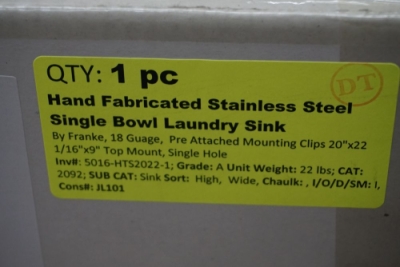 QTY: 1 pc
DT
Hand Fabricated Stainless Steel
Single Bowl Laundry Sink
By Franke, 18 Guage, Pre Attached Mounting Clips 20"x22
1/16"x9" Top Mount, Single Hole
Inv#: 5016-HTS2022-1; Grade: A Unit Weight: 22 lbs; CAT:
2092; SUB CAT: Sink Sort: High, Wide, Chaulk: , I/O/D/SM: I,
Cons#: JL101